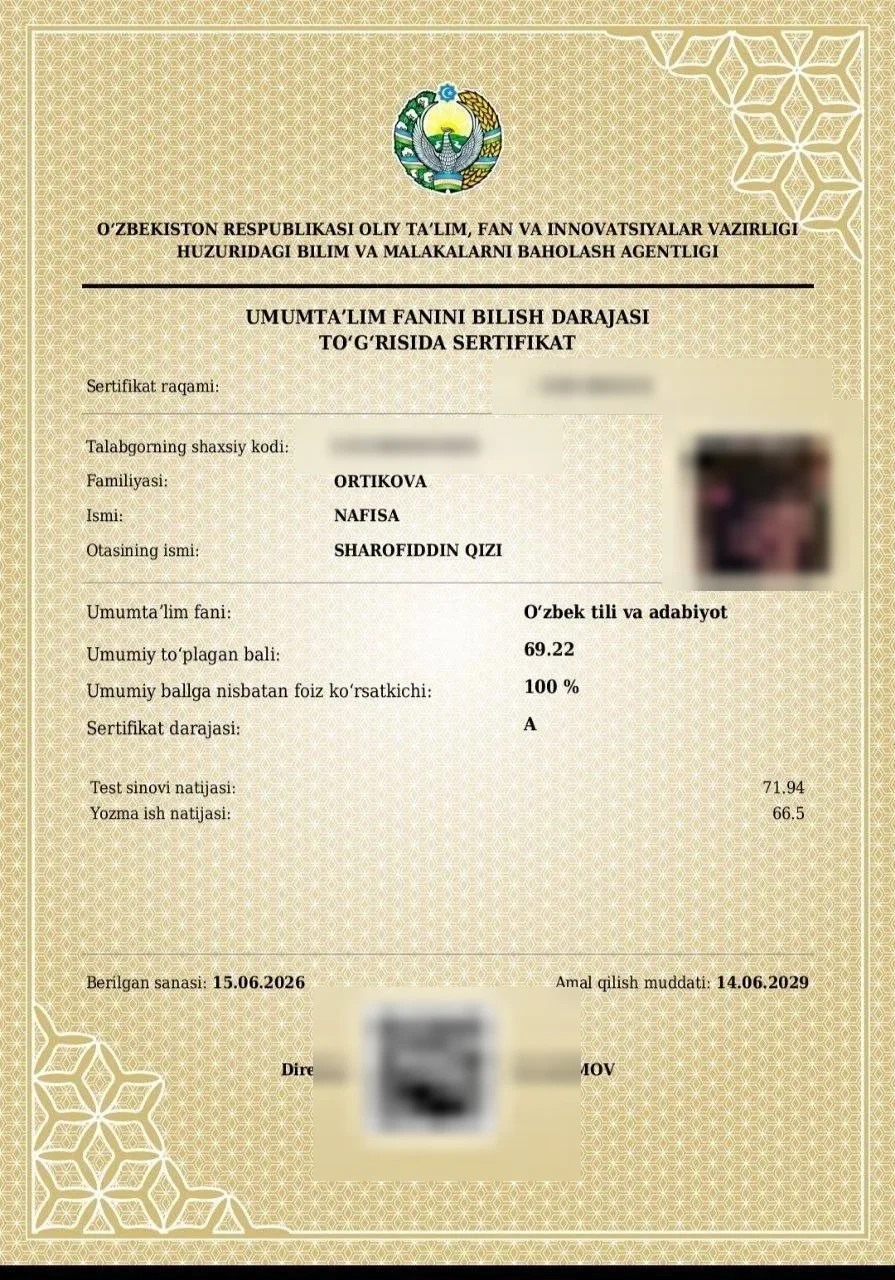 O‘ZBEKISTON RESPUBLIKASI OLIY TA’LIM, FAN VA INNOVATSIYALAR VAZIRLIGI
HUZURIDAGI BILIM VA MALAKALARNI BAHOLASH AGENTLIGI
UMUMTA’LIM FANINI BILISH DARAJASI
TO‘G‘RISIDA SERTIFIKAT
Sertifikat raqami:
Talabgorning shaxsiy kodi:
Familiyasi: ORTIKOVA
Ismi: NAFISA
Otasining ismi: SHAROFIDDIN QIZI
Umumta’lim fani: O‘zbek tili va adabiyot
Umumiy to‘plagan bali: 69.22
Umumiy ballga nisbatan foiz ko‘rsatkichi: 100 %
Sertifikat darajasi: A
Test sinovi natijasi: 71.94
Yozma ish natijasi: 66.5
Berilgan sanasi: 15.06.2026 Amal qilish muddati: 14.06.2029